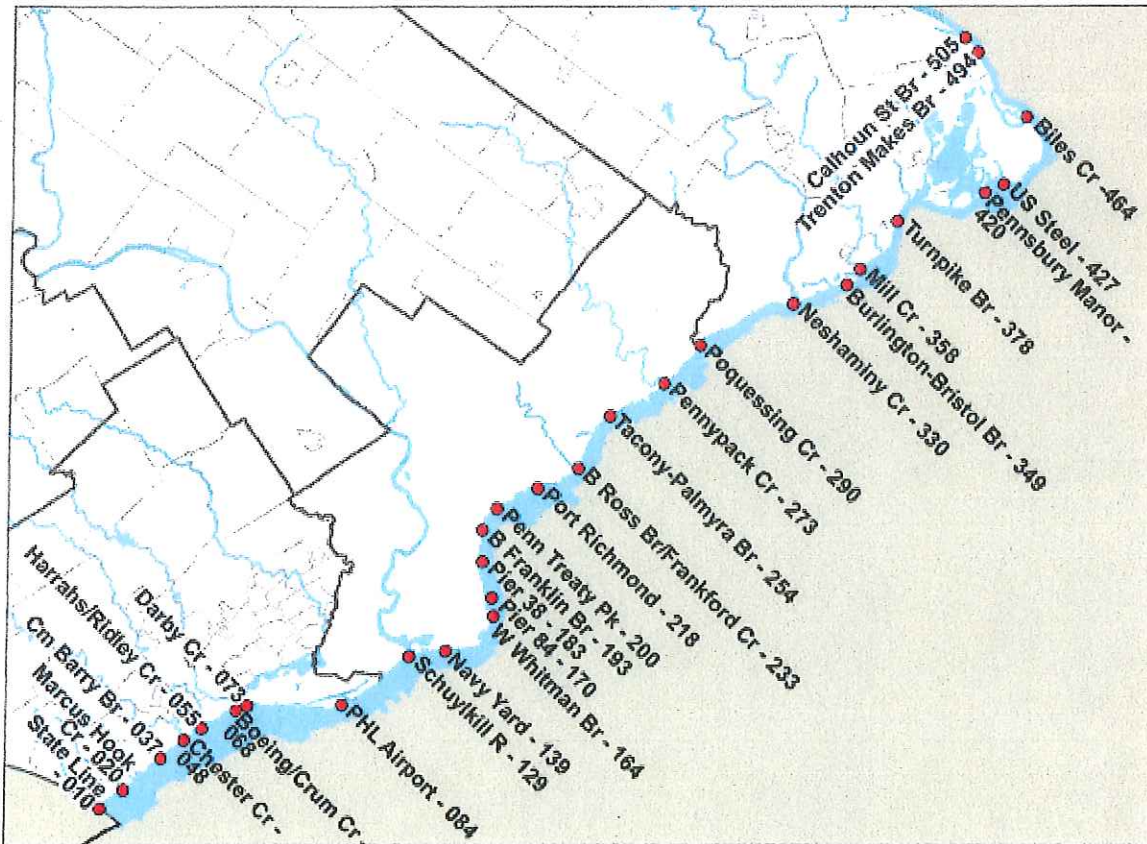 Calhoun St Br - 505
Trenton Makes Br - 494
Biles Cr -464
US Steel - 427
Pennsbury Manor -
420
Turnpike Br - 378
Mill Cr - 358
Burlington-Bristol Br - 349
Neshaminy Cr - 330
Poquessing Cr - 290
Pennypack Cr - 273
Tacony-Palmyra Br - 254
B Ross Br/Frankford Cr - 233
Port Richmond - 218
Penn Treaty Pk - 200
B Franklin Br - 193
Pier 38 - 183
Pier 84 - 170
W Whitman Br - 164
Navy Yard - 139
Schuylkill R - 129
PHL Airport - 084
Darby Cr - 073
Boeing/Crum Cr -
068
Harrahs/Ridley Cr - 055
Chester Cr -
048
Cm Barry Br - 037
Marcus Hook
Cr - 020
State Line
- 010